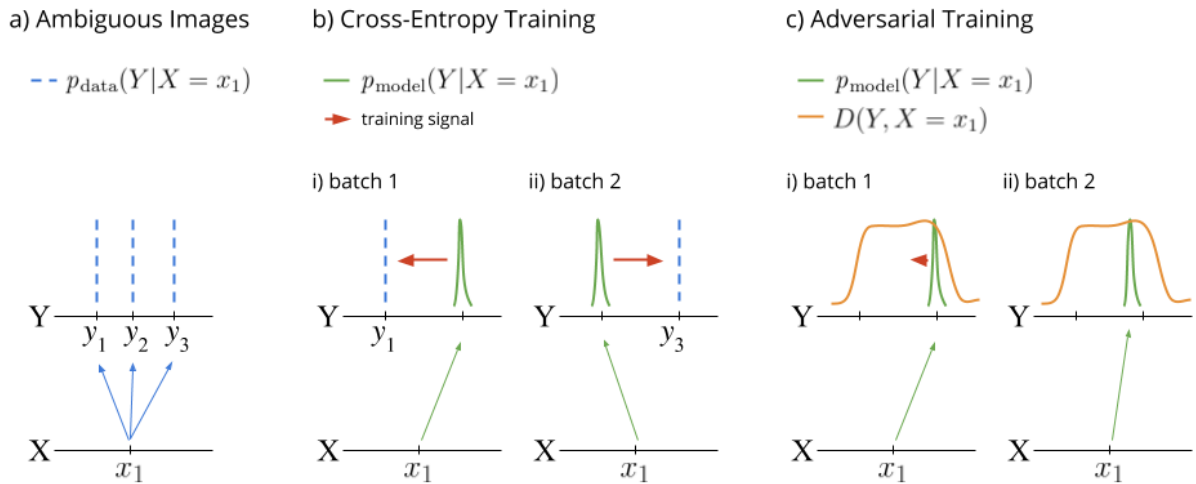 a) Ambiguous Images
p_data(Y|X = x_1)
Y
y_1 y_2 y_3
X
x_1
b) Cross-Entropy Training
p_model(Y|X = x_1)
training signal
i) batch 1
Y
y_1
X
x_1
ii) batch 2
Y
y_3
X
x_1
c) Adversarial Training
p_model(Y|X = x_1)
D(Y, X = x_1)
i) batch 1
Y
X
x_1
ii) batch 2
Y
X
x_1